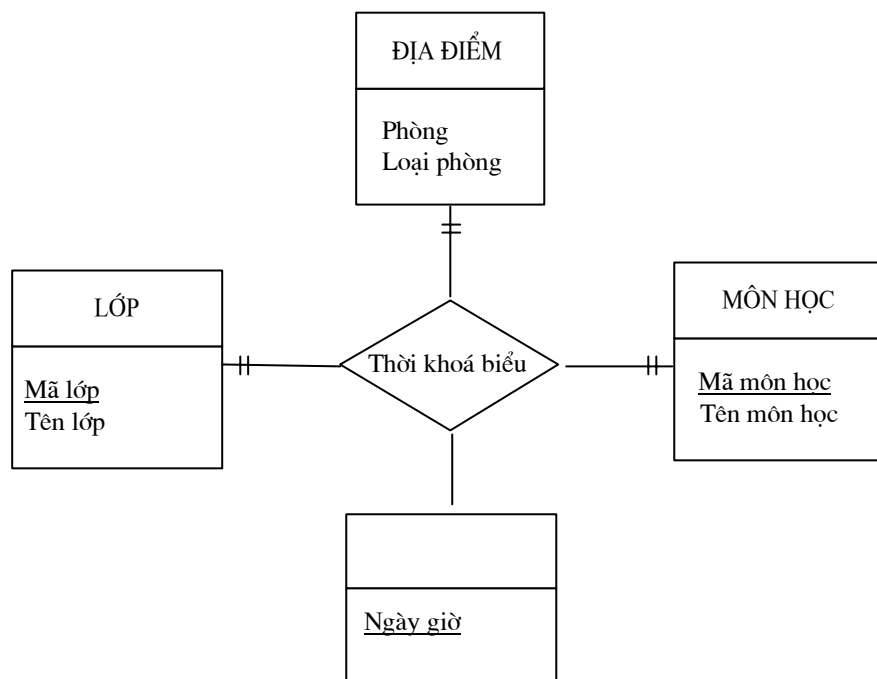 ĐỊA ĐIỂM
Phòng
Loại phòng
LỚP
Mã lớp
Tên lớp
Thời khoá biểu
MÔN HỌC
Mã môn học
Tên môn học
Ngày giờ